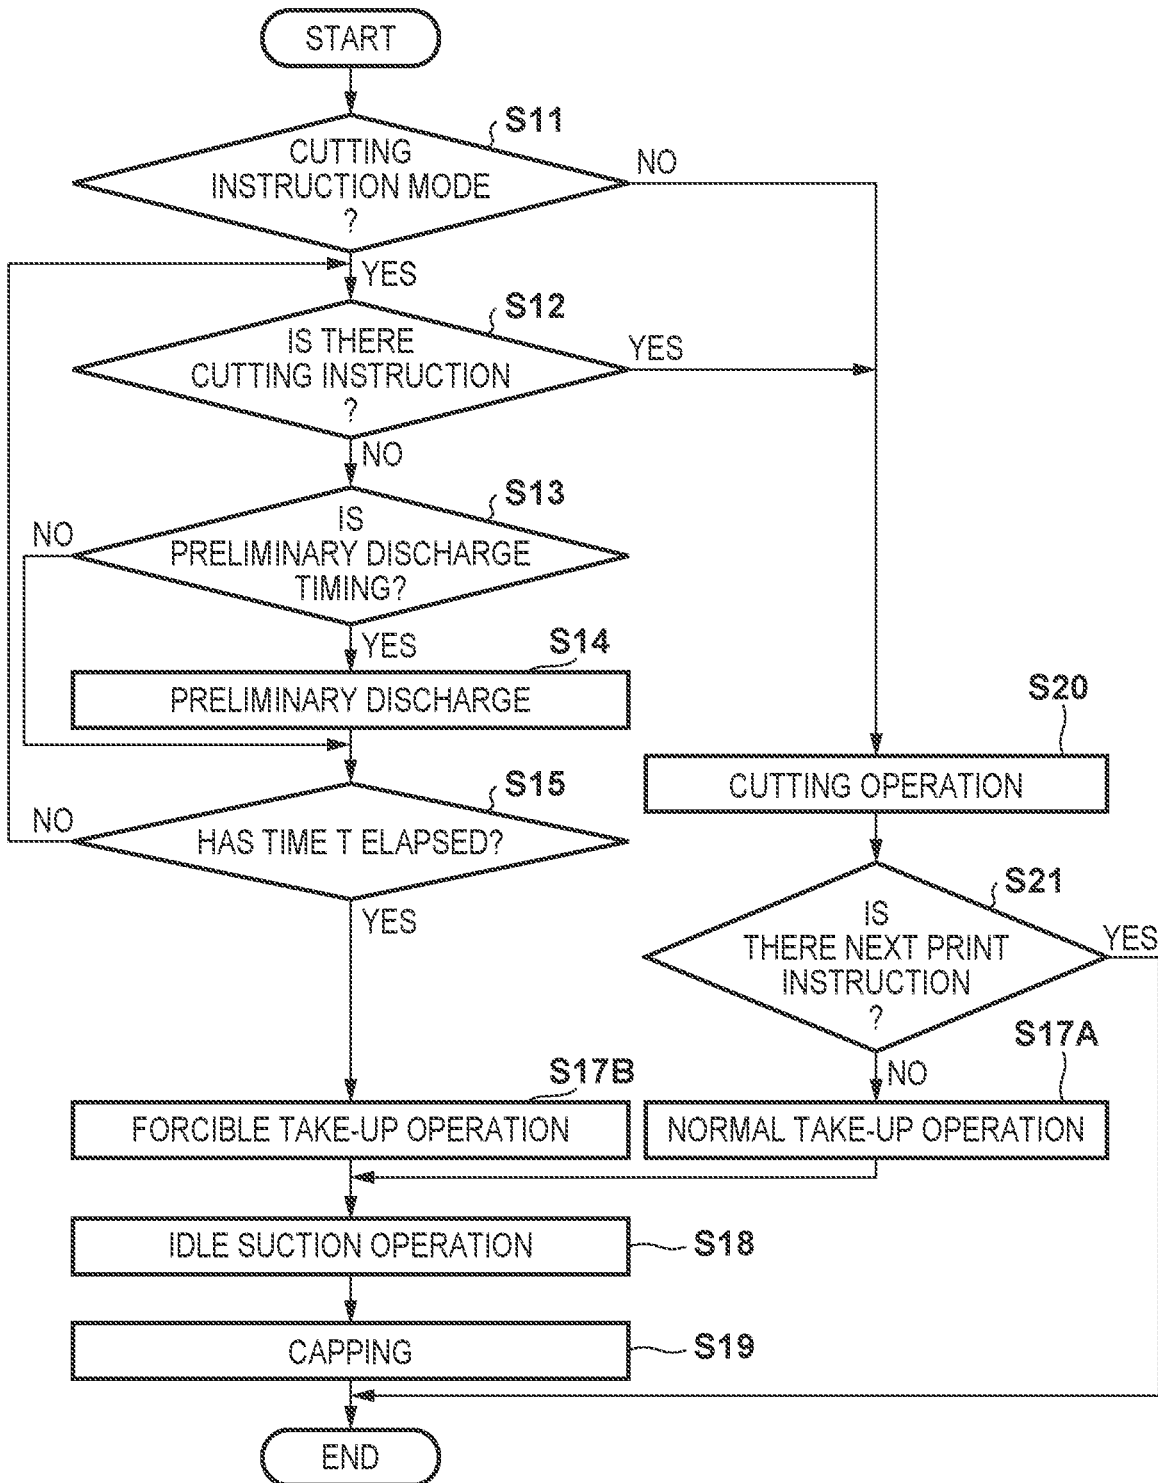 START
S11
CUTTING
INSTRUCTION MODE
?
NO
YES
S12
IS THERE
CUTTING INSTRUCTION
?
YES
NO
S13
IS
PRELIMINARY DISCHARGE
TIMING?
NO
YES
S14
PRELIMINARY DISCHARGE
S20
CUTTING OPERATION
S15
HAS TIME T ELAPSED?
NO
YES
S21
IS
THERE NEXT PRINT
INSTRUCTION
?
YES
NO
S17B
FORCIBLE TAKE-UP OPERATION
S17A
NORMAL TAKE-UP OPERATION
IDLE SUCTION OPERATION
S18
CAPPING
S19
END